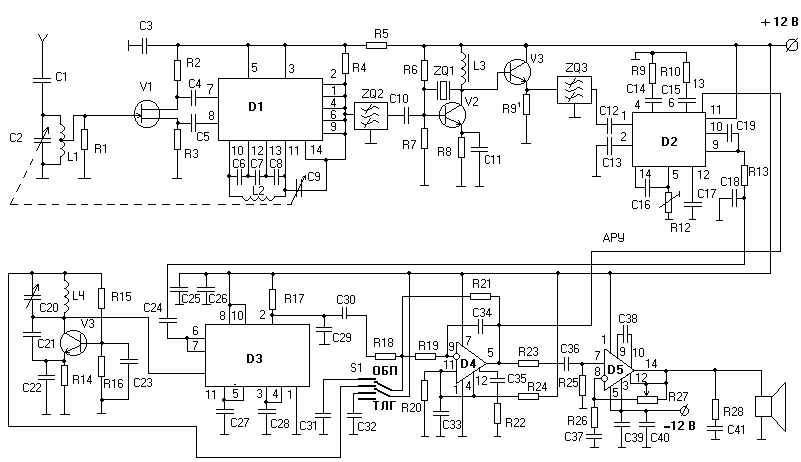 + 12 В
C3
R5
C1
R2
C4
V1
5
3
7
D1
2
1
4
6
9
R4
ZQ2
C10
R6
ZQ1
L3
V3
V2
R9¹
ZQ3
R9
R10
C14
C15
13
4
6
11
C12
1
10
C19
C2
L1
R1
8
C5
R3
10
12
13
11
14
C6
C7
C8
L2
C9
R7
R8
C11
2
C13
D2
9
R13
14
5
12
C18
C16
C17
R12
АРУ
C20
L4
R15
C24
C25
C26
R17
8
10
2
C30
C29
R21
C34
C38
C21
V3
6
7
D3
R18
R19
9
7
D4
5
11
R23
C36
1
9
10
7
D5
14
8
C22
R14
R16
C23
S1
ОБП
ТЛГ
11
5
3
4
1
C27
C28
C31
C32
R20
1
4
12
C35
R24
C33
R22
R25
5
3
12
R27
R26
C37
C39
C40
−12 В
R28
C41